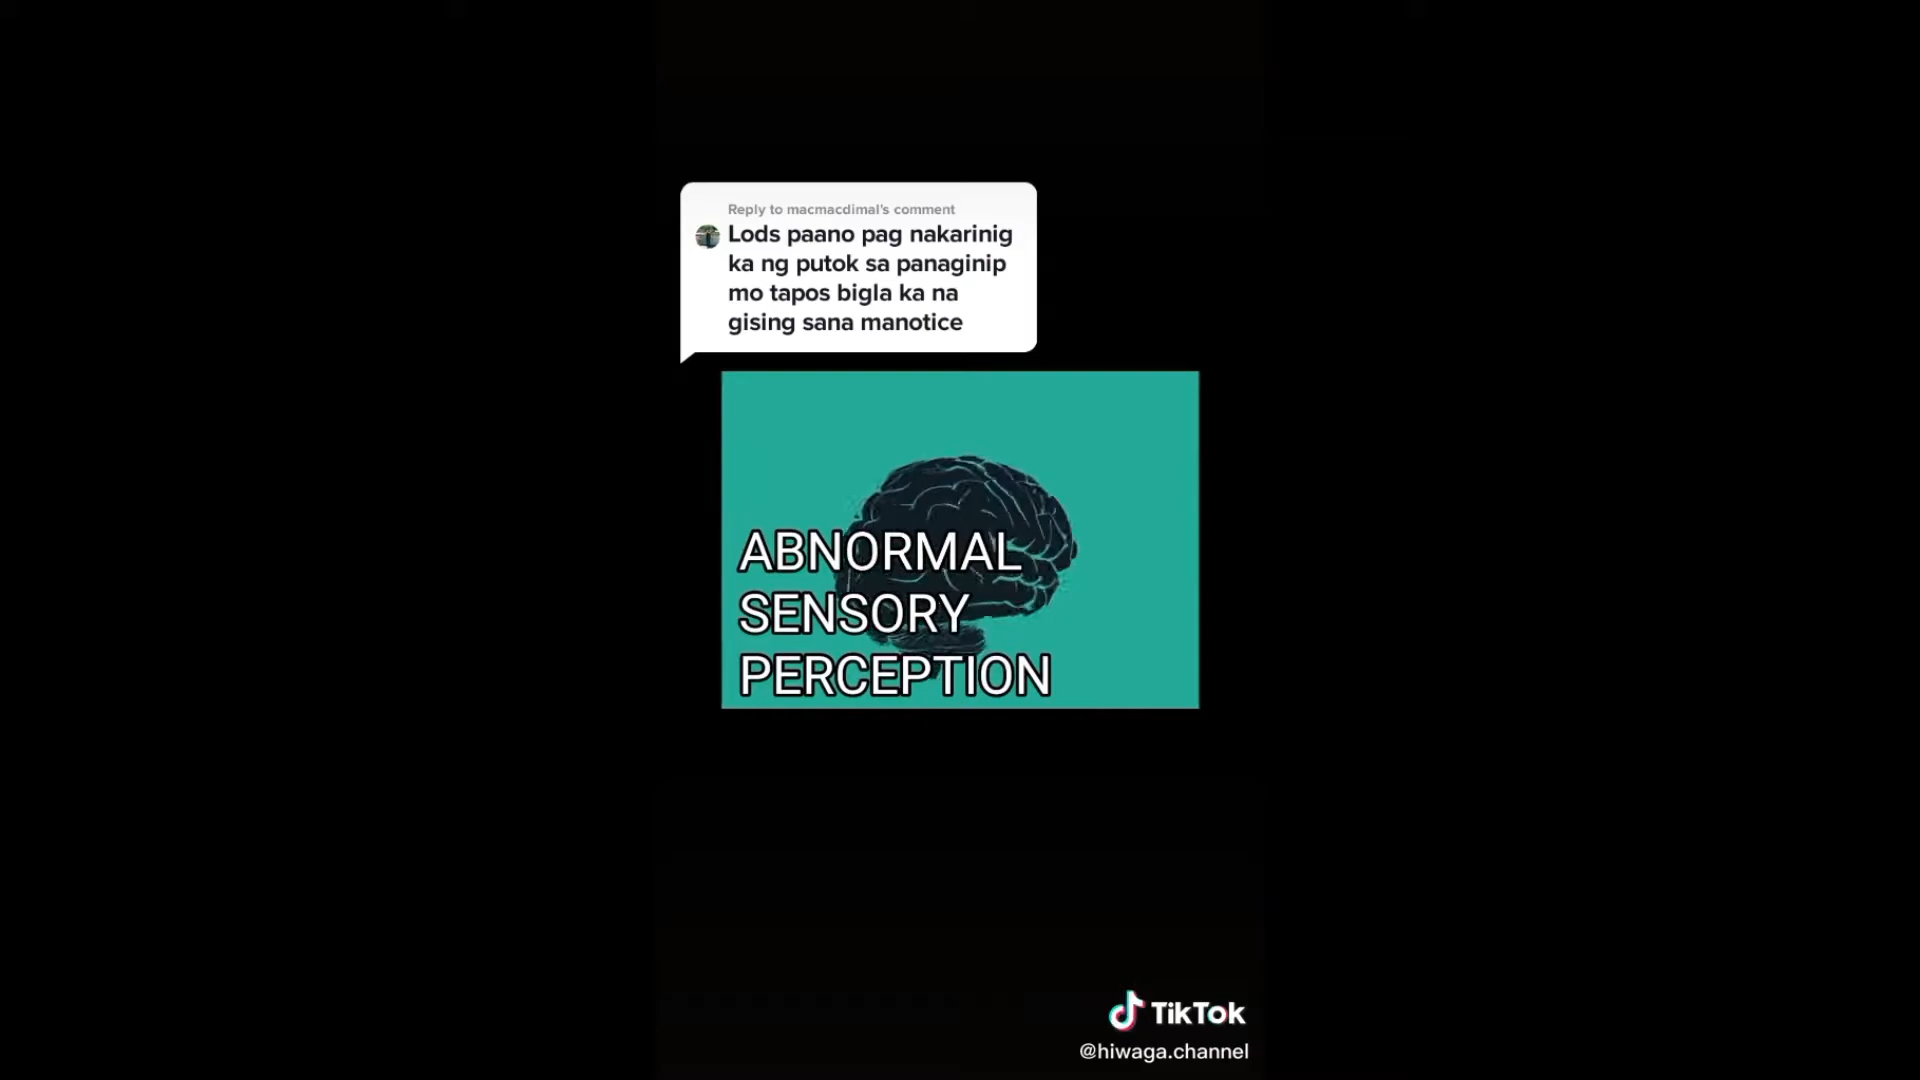 Reply to macmacdimal's comment
Lods paano pag nakarinig
ka ng putok sa panaginip
mo tapos bigla ka na
gising sana manotice
ABNORMAL
SENSORY
PERCEPTION
TikTok
@hiwaga.channel